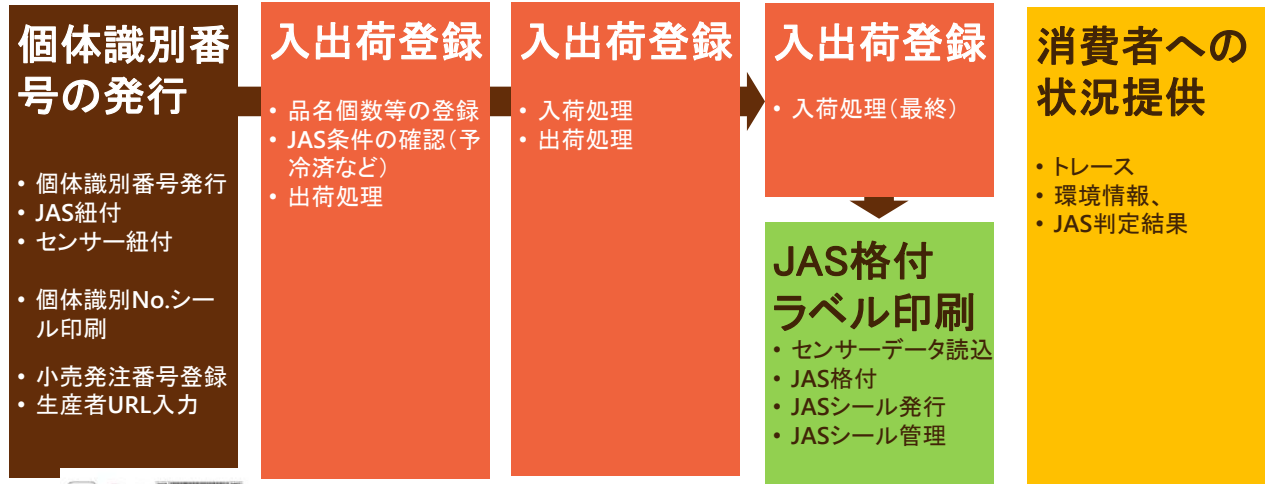 個体識別番
号の発行
• 個体識別番号発行
• JAS紐付
• センサー紐付
• 個体識別No.シー
ル印刷
• 小売発注番号登録
• 生産者URL入力
入出荷登録
• 品名個数等の登録
• JAS条件の確認（予
冷済など）
• 出荷処理
入出荷登録
• 入荷処理
• 出荷処理
入出荷登録
• 入荷処理（最終）
JAS格付
ラベル印刷
• センサーデータ読込
• JAS格付
• JASシール発行
• JASシール管理
消費者への
状況提供
• トレース
• 環境情報、
• JAS判定結果